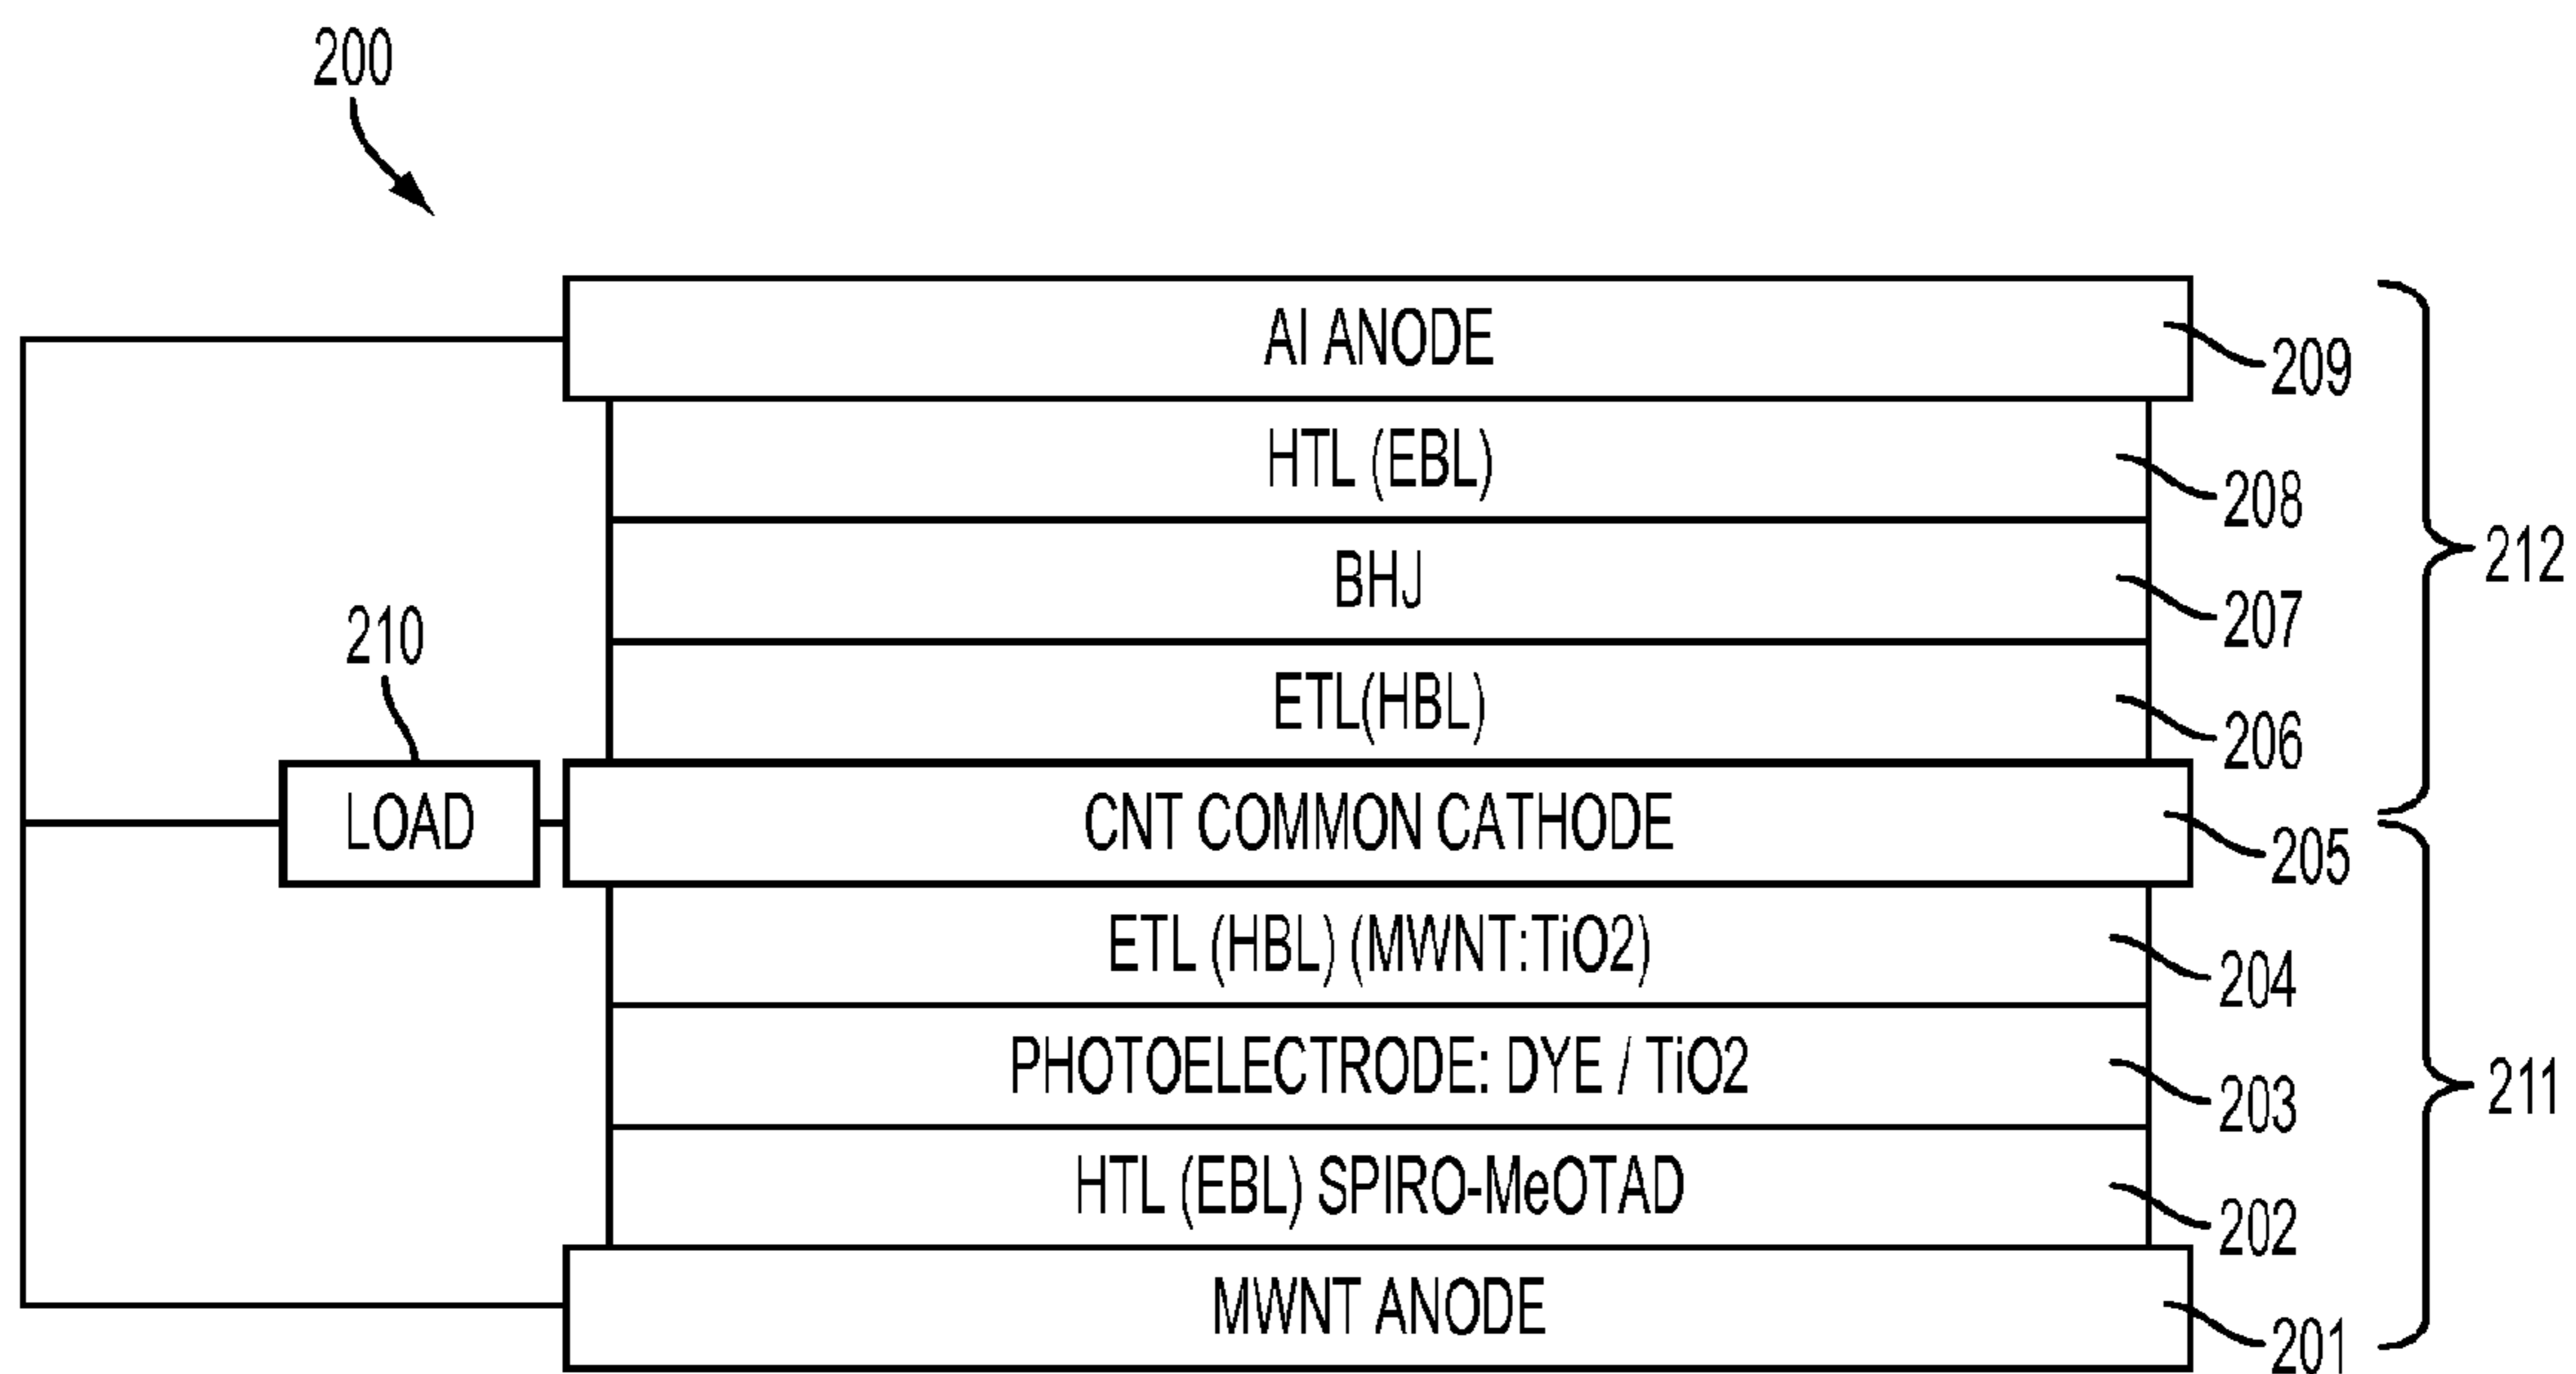 200
AI ANODE
209
HTL (EBL)
208
BHJ
207
212
210
ETL(HBL)
206
LOAD
CNT COMMON CATHODE
205
ETL (HBL) (MWNT:TiO2)
204
PHOTOELECTRODE: DYE / TiO2
203
211
HTL (EBL) SPIRO-MeOTAD
202
MWNT ANODE
201